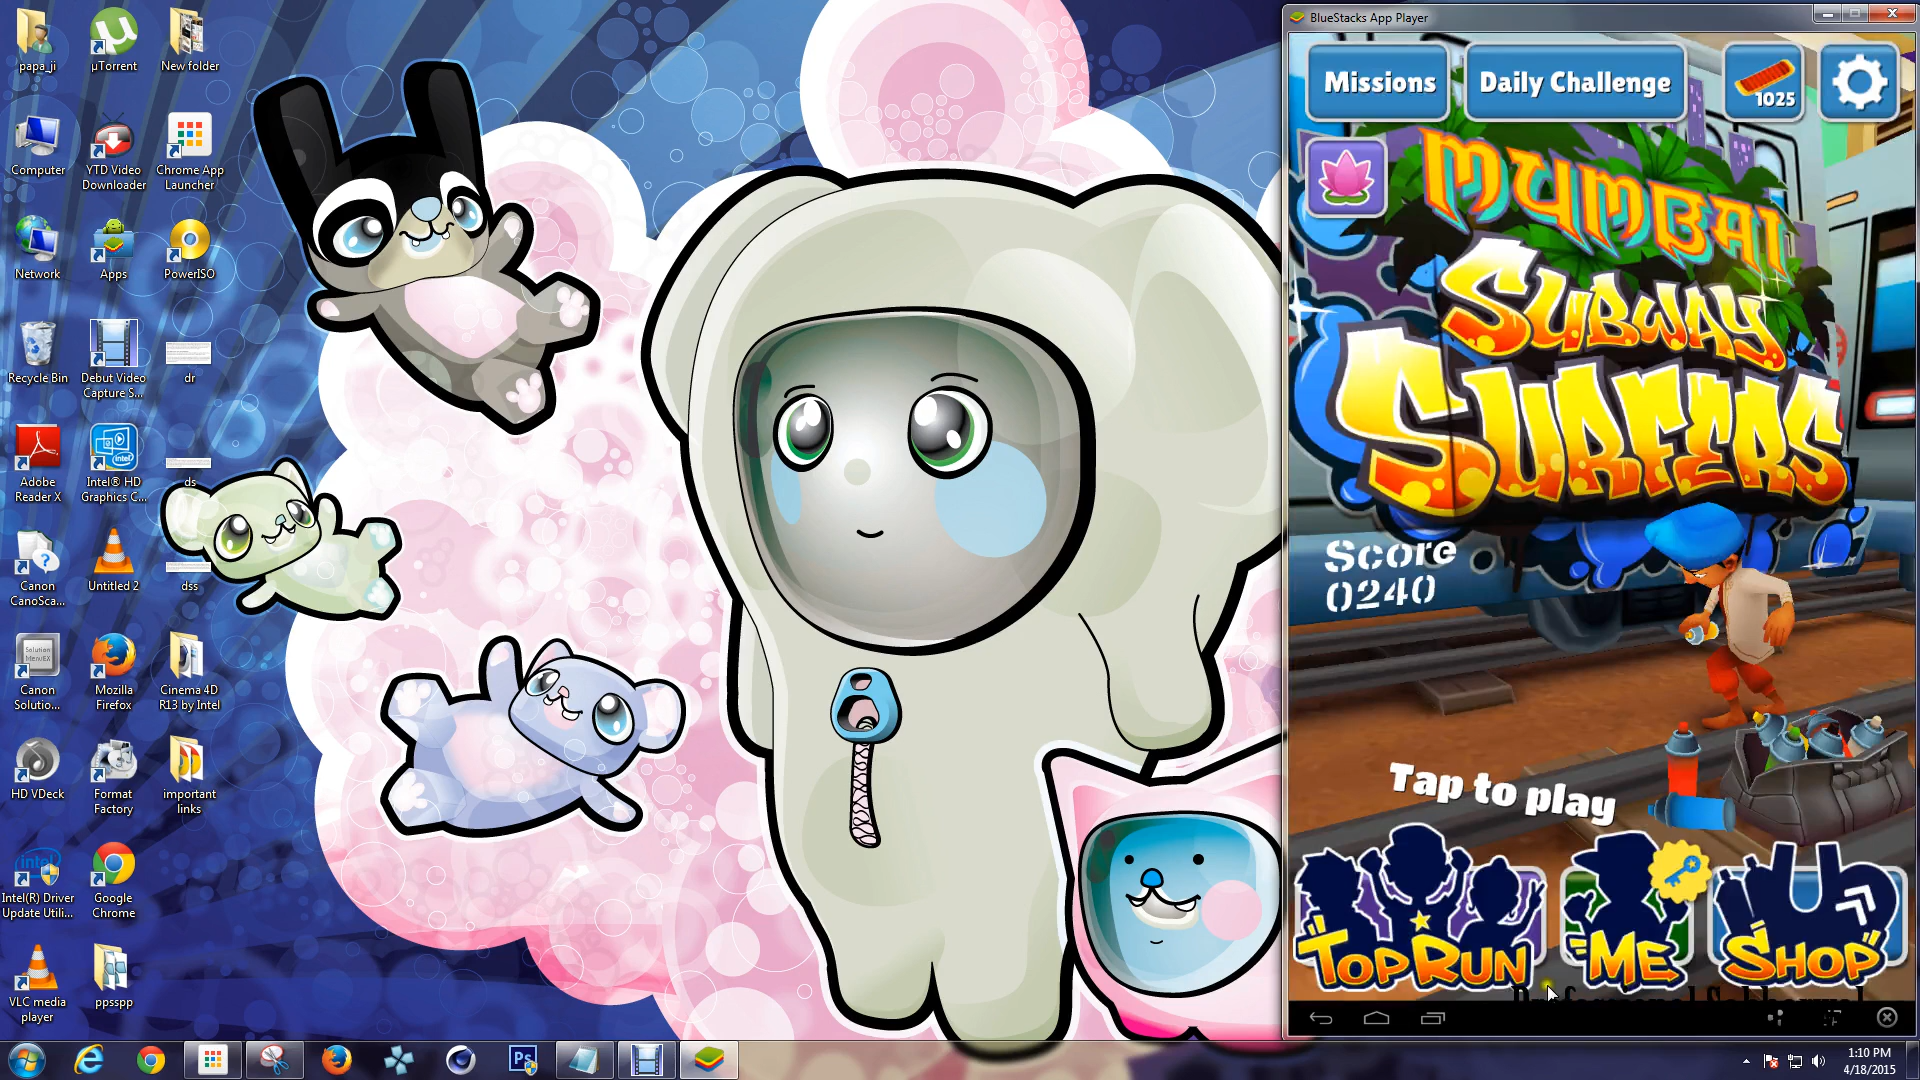 papa_ji
µTorrent
New folder
Computer
YTD Video
Downloader
Chrome App
Launcher
Network
Apps
PowerISO
Recycle Bin
Debut Video
Capture S...
dr
Adobe
Reader X
Intel® HD
Graphics C...
ds
Canon
CanoSca...
Untitled 2
dss
Canon
Solutio...
Mozilla
Firefox
Cinema 4D
R13 by Intel
HD VDeck
Format
Factory
important
links
Intel(R) Driver
Update Utili...
Google
Chrome
VLC media
player
ppsspp
BlueStacks App Player
Missions
Daily Challenge
1025
MUMBAI
SUBWAY
SURFERS
Score
0240
Tap to play
TOP RUN
ME
SHOP
1:10 PM
4/18/2015